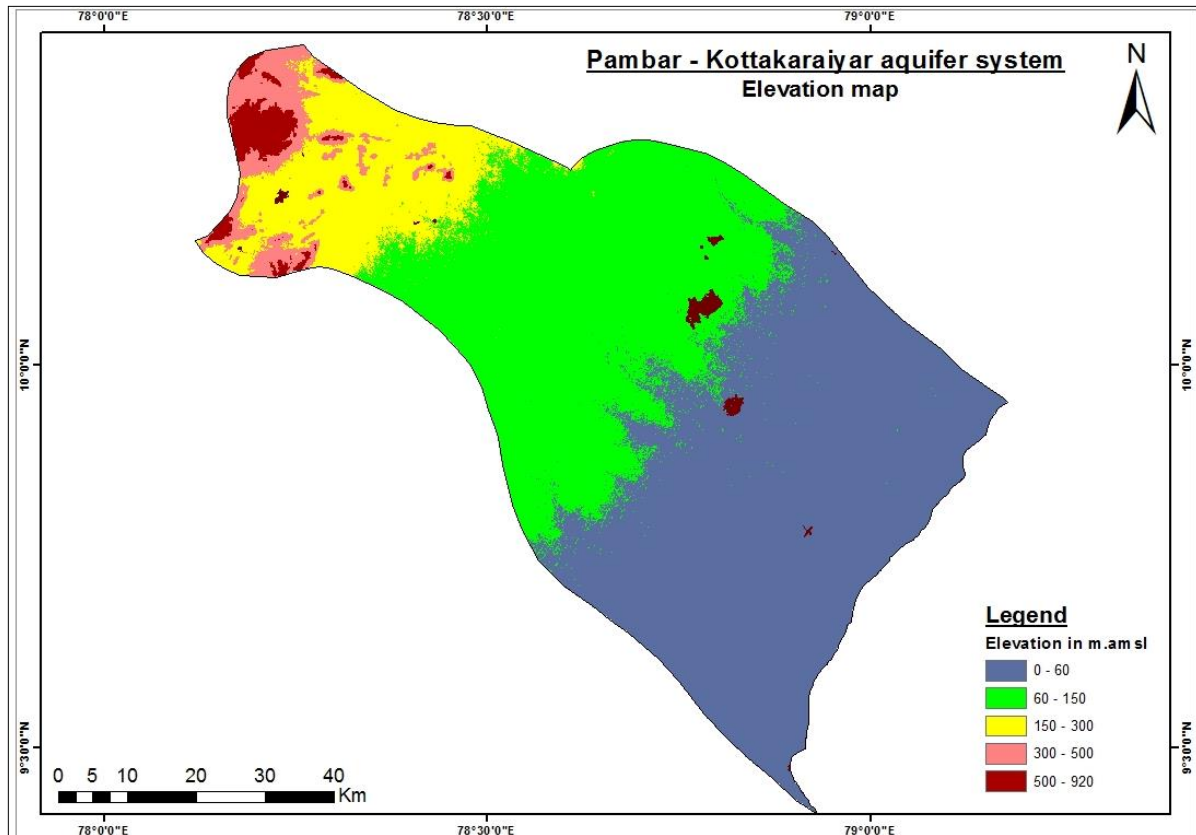 78°0'0"E 78°30'0"E 79°0'0"E
Pambar - Kottakaraiyar aquifer system
Elevation map
N
10°0'0"N 10°0'0"N
Legend
Elevation in m.amsl
0 - 60
60 - 150
150 - 300
300 - 500
500 - 920
9°30'0"N 9°30'0"N
0 5 10 20 30 40
Km
78°0'0"E 78°30'0"E 79°0'0"E